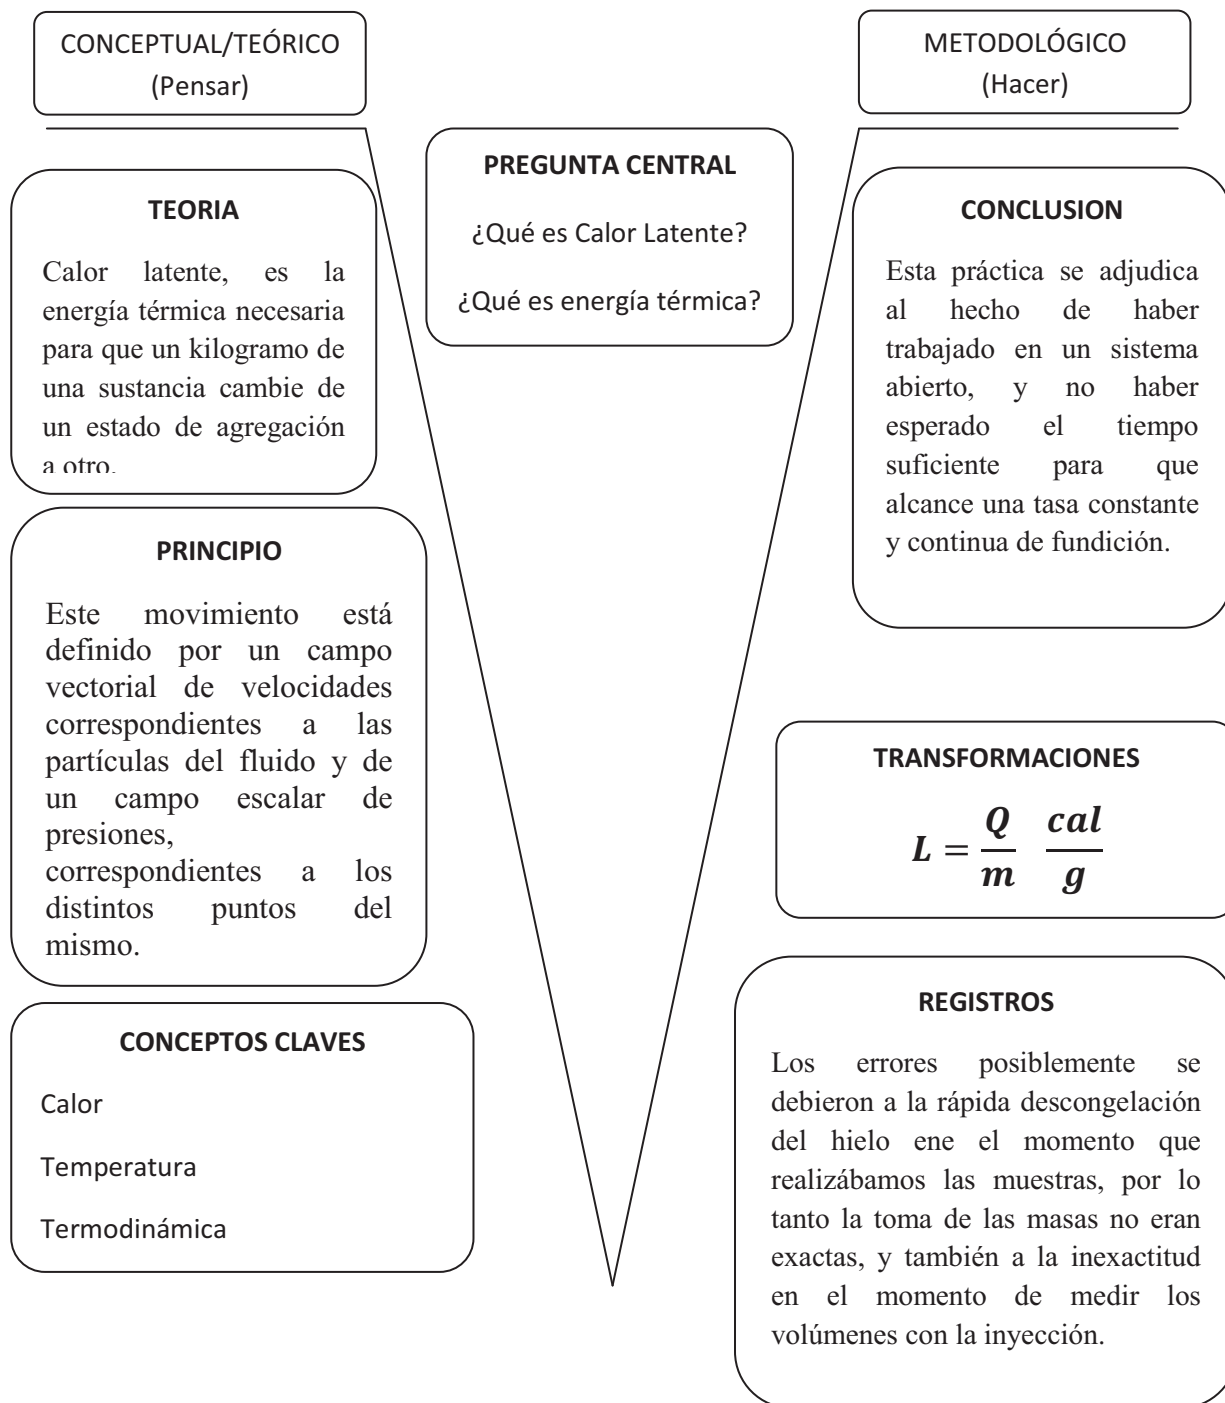 CONCEPTUAL/TEÓRICO
(Pensar)
METODOLÓGICO
(Hacer)
PREGUNTA CENTRAL
¿Qué es Calor Latente?
¿Qué es energía térmica?
TEORIA
Calor latente, es la
energía térmica necesaria
para que un kilogramo de
una sustancia cambie de
un estado de agregación
a otro.
PRINCIPIO
Este movimiento está
definido por un campo
vectorial de velocidades
correspondientes a las
partículas del fluido y de
un campo escalar de
presiones,
correspondientes a los
distintos puntos del
mismo.
CONCEPTOS CLAVES
Calor
Temperatura
Termodinámica
CONCLUSION
Esta práctica se adjudica
al hecho de haber
trabajado en un sistema
abierto, y no haber
esperado el tiempo
suficiente para que
alcance una tasa constante
y continua de fundición.
TRANSFORMACIONES
L = Q/m cal/g
REGISTROS
Los errores posiblemente se
debieron a la rápida descongelación
del hielo ene el momento que
realizábamos las muestras, por lo
tanto la toma de las masas no eran
exactas, y también a la inexactitud
en el momento de medir los
volúmenes con la inyección.